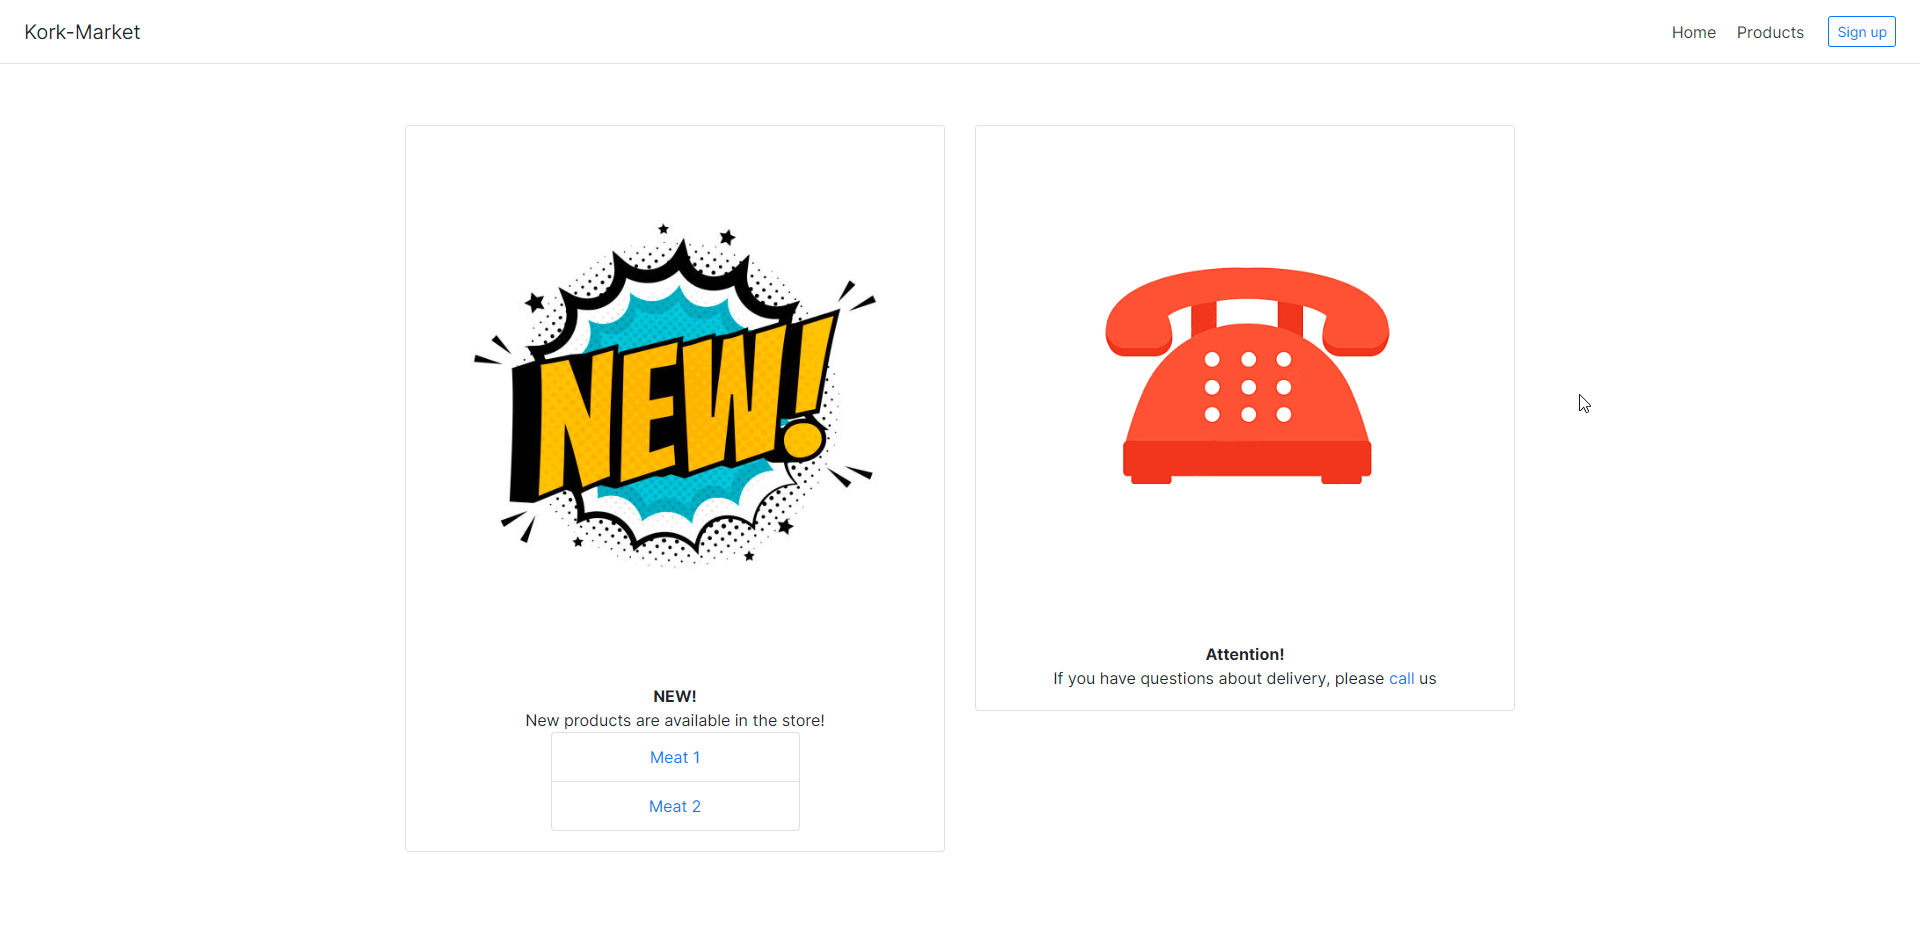 Kork-Market
Home Products Sign up
NEW!
NEW!
New products are available in the store!
Meat 1
Meat 2
Attention!
If you have questions about delivery, please call us